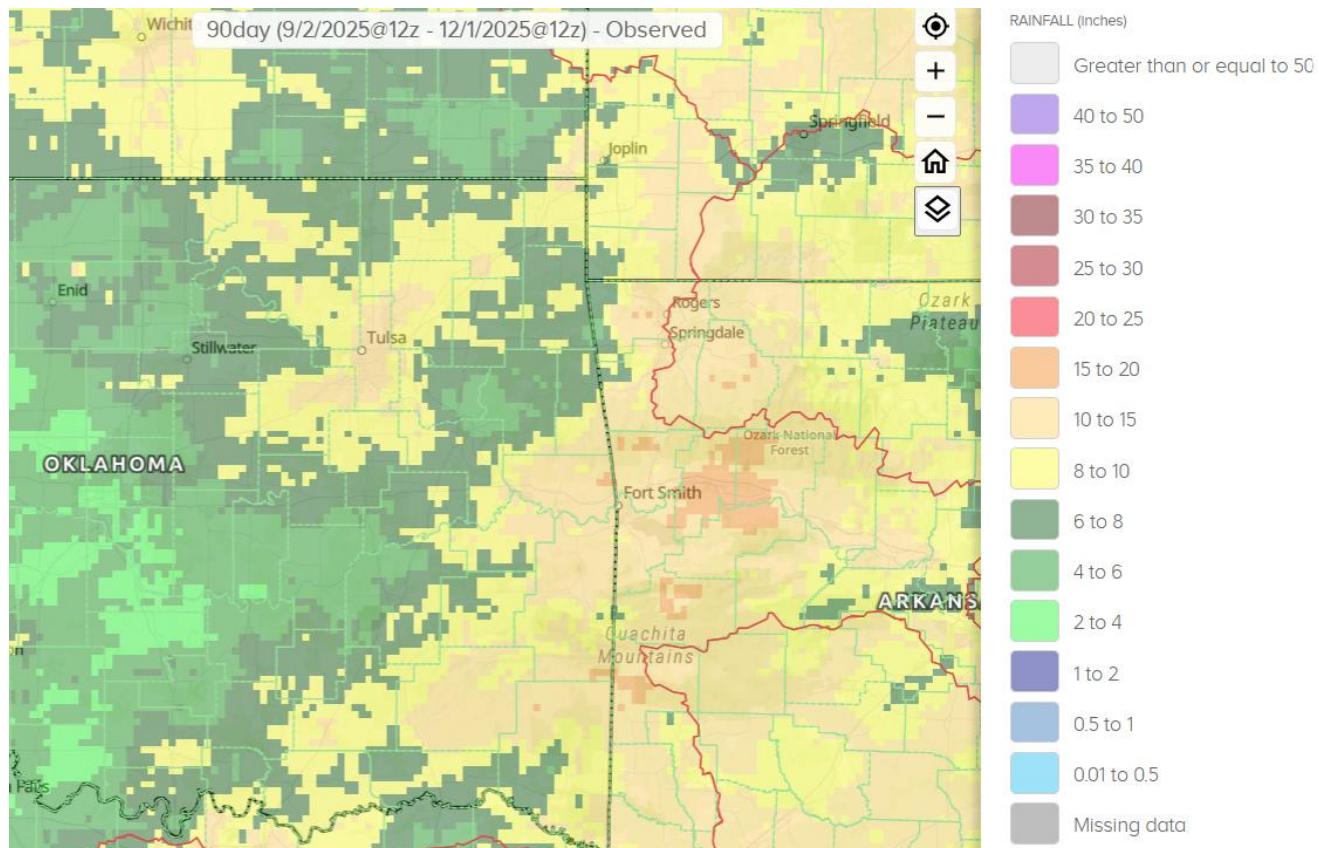 Wichit
90day (9/2/2025@12z - 12/1/2025@12z) - Observed
Springfield
Joplin
Enid
Stillwater
Tulsa
Rogers
Springdale
Ozark
Plateau
OKLAHOMA
Ozark National
Forest
Fort Smith
ARKANS
Ouachita
Mountains
n
Falls
RAINFALL (Inches)
Greater than or equal to 50
40 to 50
35 to 40
30 to 35
25 to 30
20 to 25
15 to 20
10 to 15
8 to 10
6 to 8
4 to 6
2 to 4
1 to 2
0.5 to 1
0.01 to 0.5
Missing data